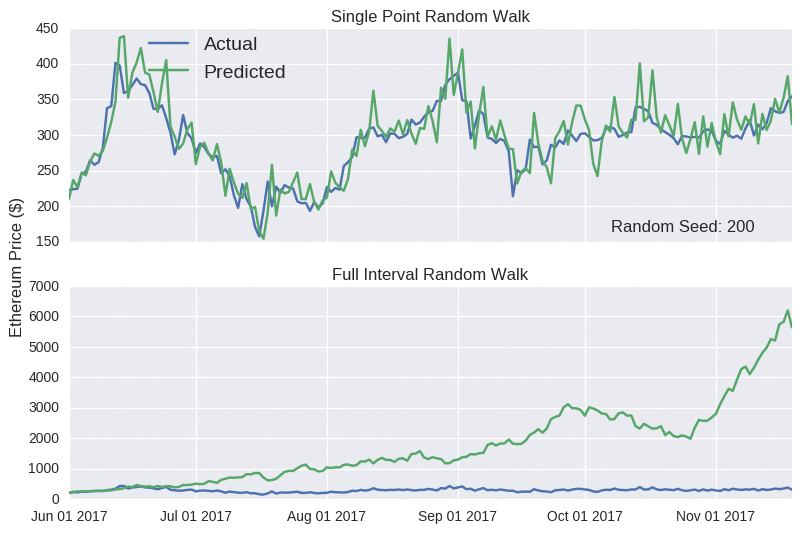 Single Point Random Walk
450
400
350
300
250
200
150
Actual
Predicted
Random Seed: 200
Ethereum Price ($)
Full Interval Random Walk
7000
6000
5000
4000
3000
2000
1000
0
Jun 01 2017 Jul 01 2017 Aug 01 2017 Sep 01 2017 Oct 01 2017 Nov 01 2017